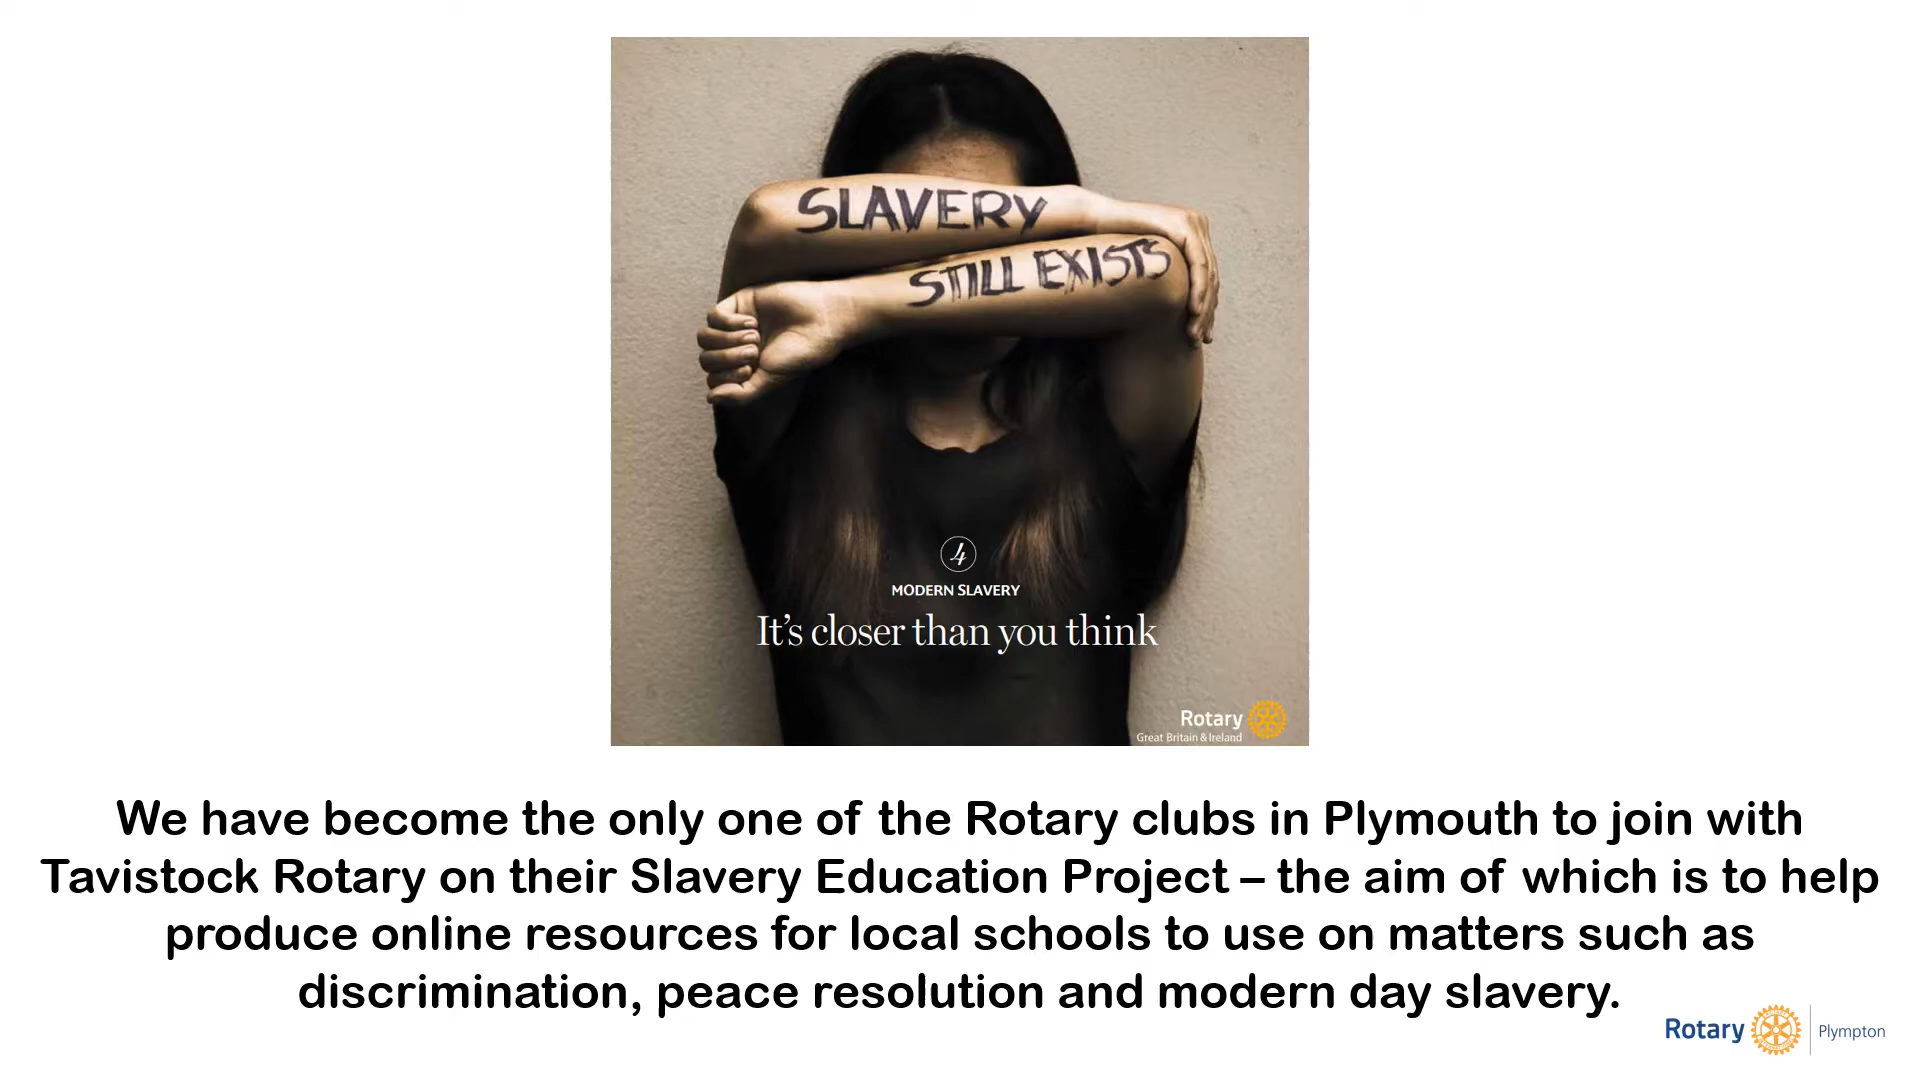 SLAVERY
STILL EXISTS
4
MODERN SLAVERY
It's closer than you think
Rotary
Great Britain & Ireland
We have become the only one of the Rotary clubs in Plymouth to join with
Tavistock Rotary on their Slavery Education Project – the aim of which is to help
produce online resources for local schools to use on matters such as
discrimination, peace resolution and modern day slavery.
Rotary
Plympton